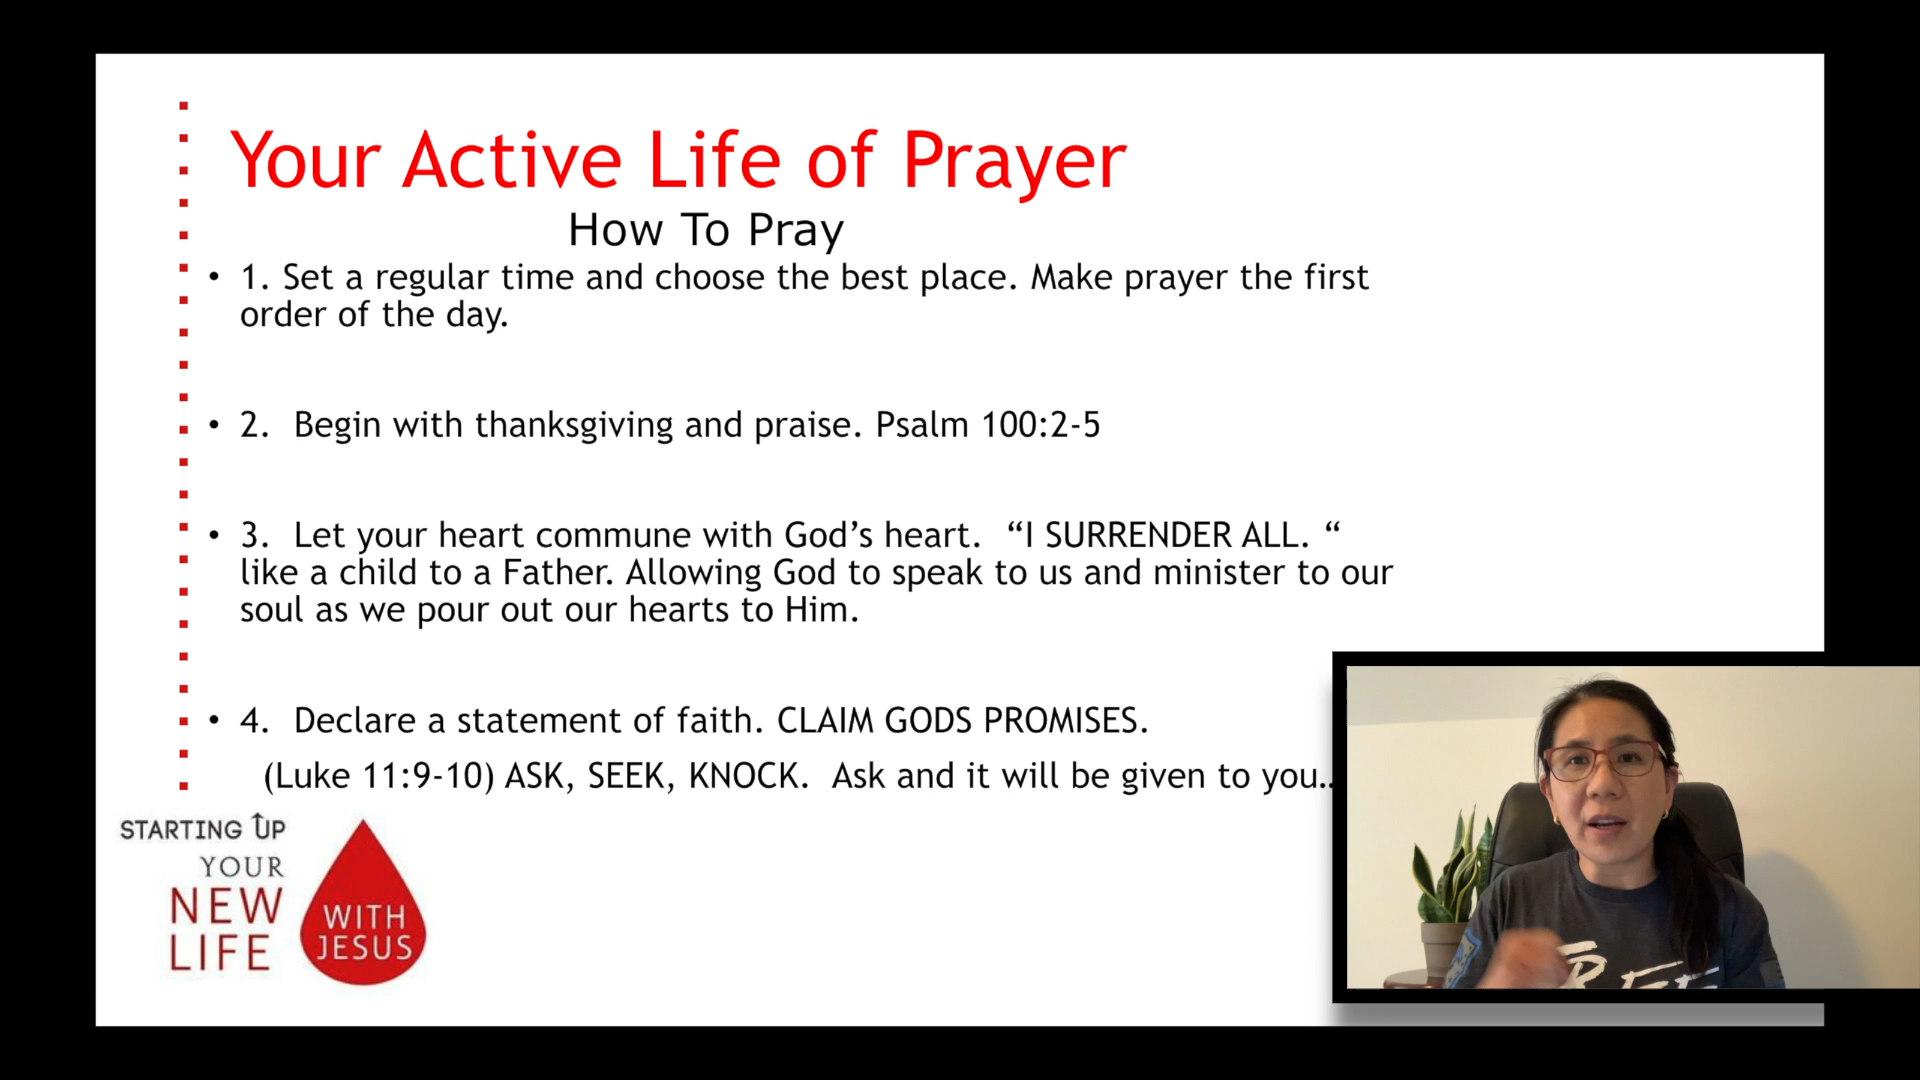 Your Active Life of Prayer
How To Pray
• 1. Set a regular time and choose the best place. Make prayer the first
order of the day.
• 2. Begin with thanksgiving and praise. Psalm 100:2-5
• 3. Let your heart commune with God’s heart. “I SURRENDER ALL. “
like a child to a Father. Allowing God to speak to us and minister to our
soul as we pour out our hearts to Him.
• 4. Declare a statement of faith. CLAIM GODS PROMISES.
(Luke 11:9-10) ASK, SEEK, KNOCK. Ask and it will be given to you..
STARTING UP
YOUR
NEW
LIFE
WITH
JESUS